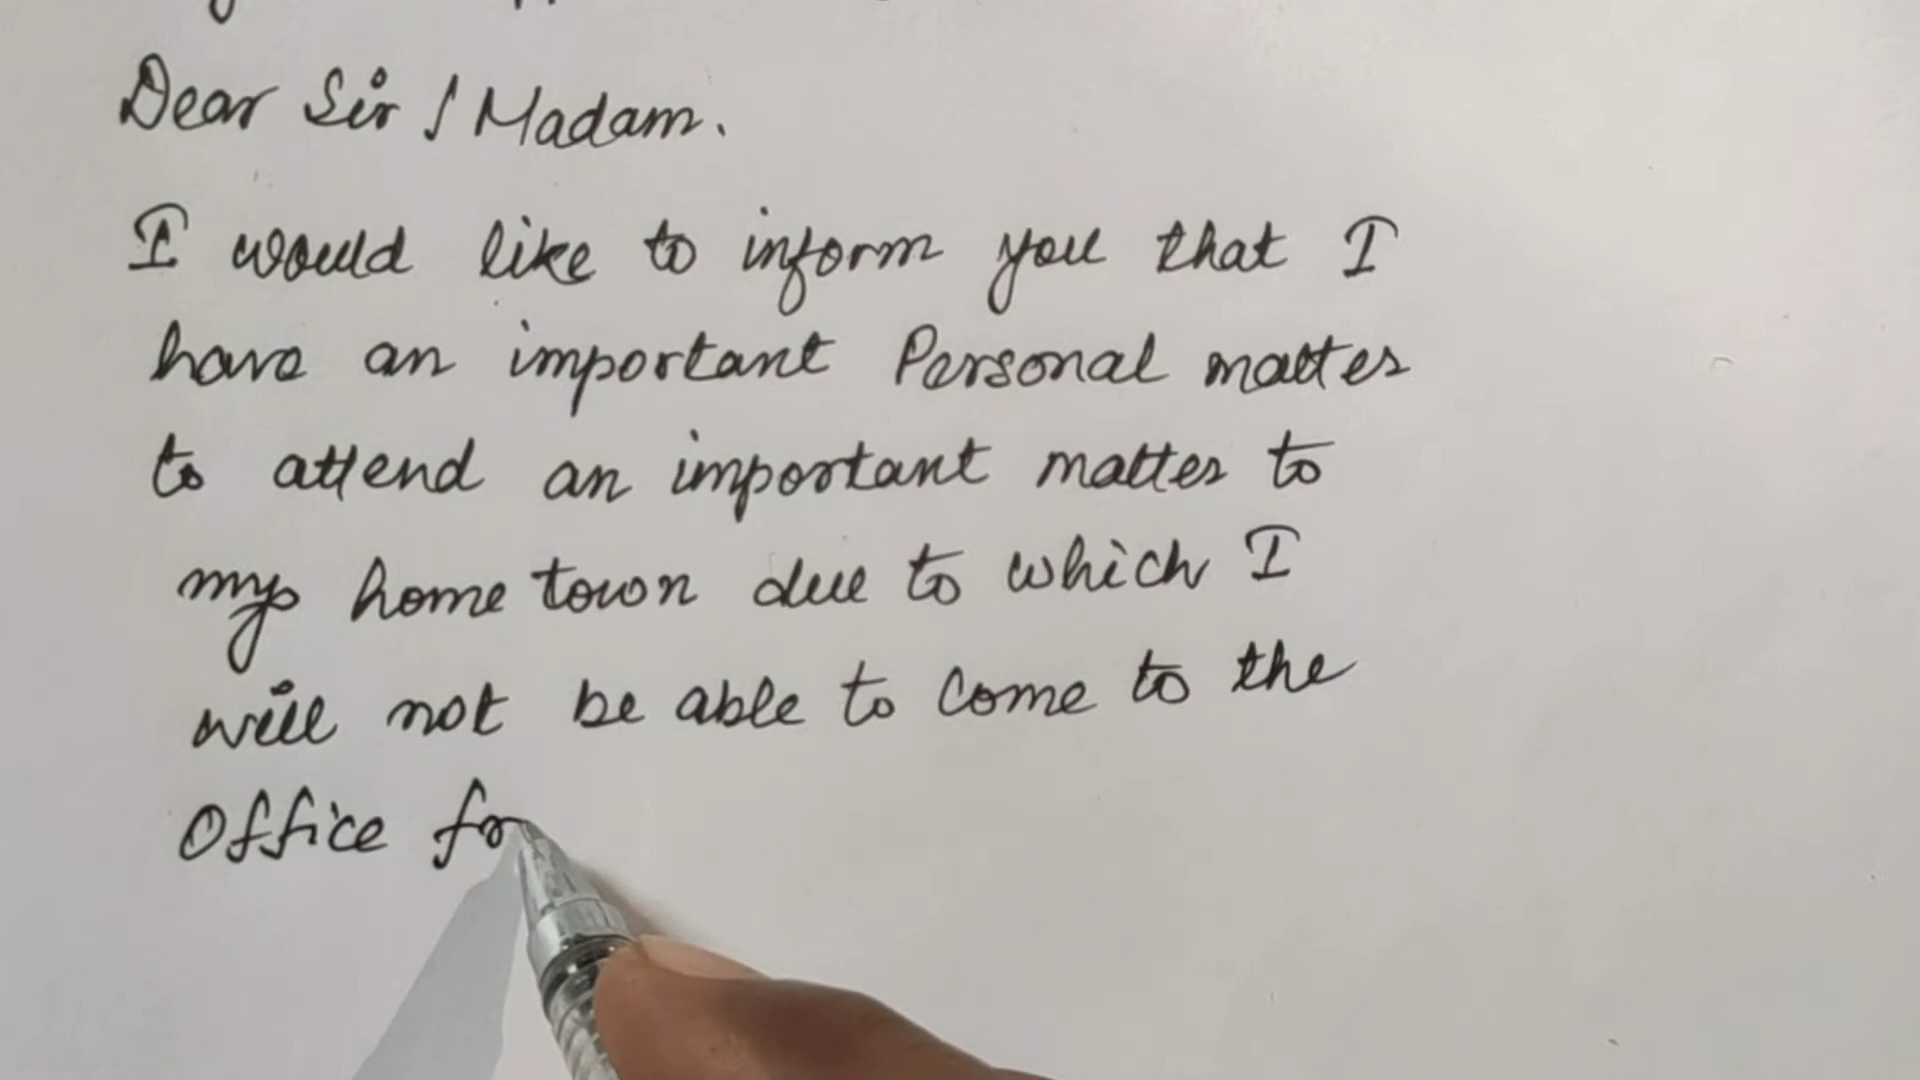 Dear Sir / Madam.
I would like to inform you that I
have an important Personal matter
to attend an important matter to
my home town due to which I
will not be able to come to the
Office for